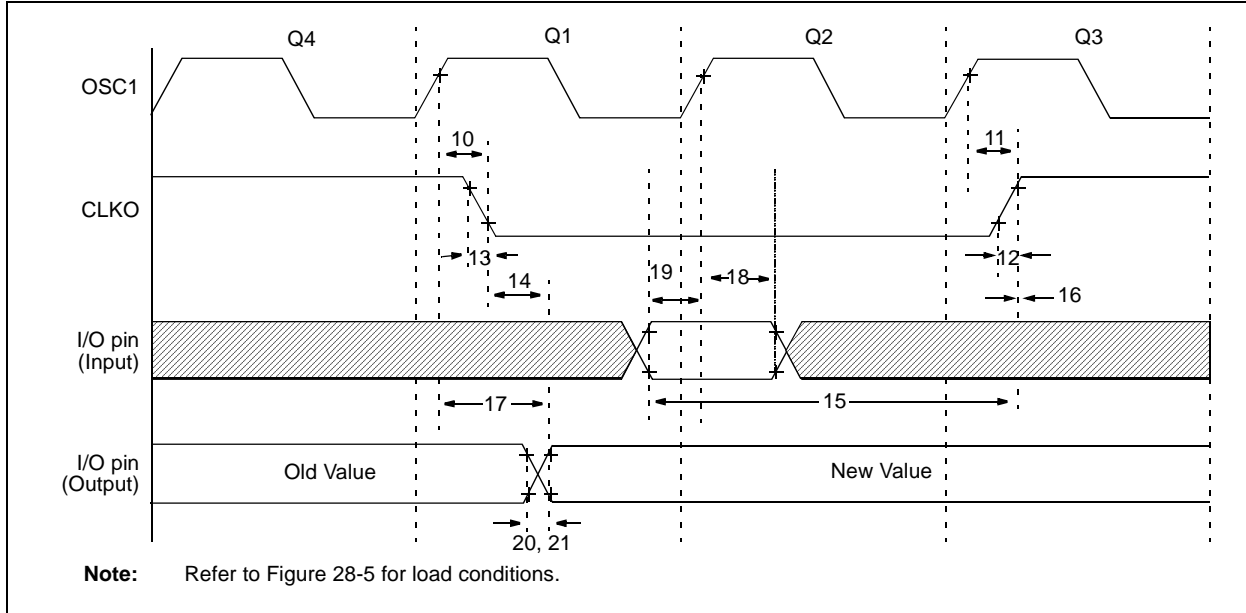 Q4 Q1 Q2 Q3
OSC1
10 11
CLKO
13 12
14 19 18 16
I/O pin
(Input)
17 15
I/O pin
(Output)
Old Value New Value
20, 21
Note: Refer to Figure 28-5 for load conditions.